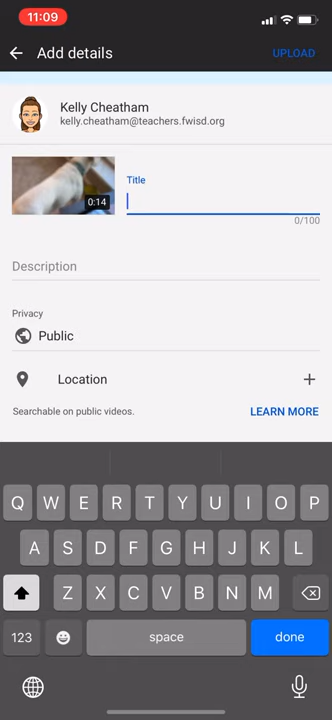 11:09
Add details
UPLOAD
Kelly Cheatham
kelly.cheatham@teachers.fwisd.org
0:14
Title
0/100
Description
Privacy
Public
Location
+
Searchable on public videos.
LEARN MORE
Q W E R T Y U I O P
A S D F G H J K L
Z X C V B N M
123
space
done